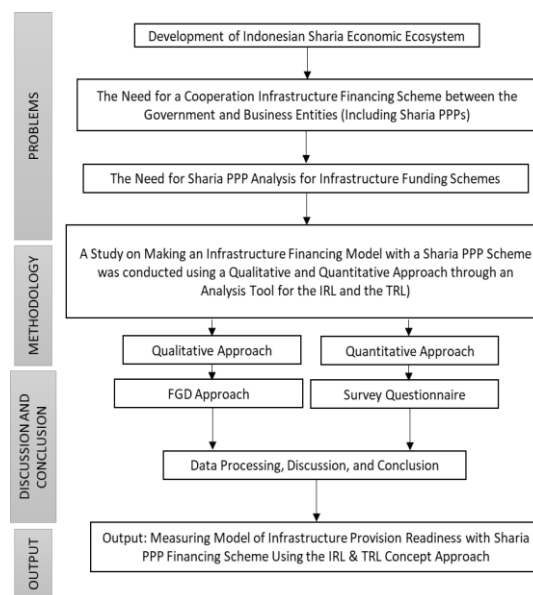 PROBLEMS
Development of Indonesian Sharia Economic Ecosystem
The Need for a Cooperation Infrastructure Financing Scheme between the
Government and Business Entities (Including Sharia PPPs)
The Need for Sharia PPP Analysis for Infrastructure Funding Schemes
METHODOLOGY
A Study on Making an Infrastructure Financing Model with a Sharia PPP Scheme
was conducted using a Qualitative and Quantitative Approach through an
Analysis Tool for the IRL and the TRL)
Qualitative Approach
Quantitative Approach
DISCUSSION AND
CONCLUSION
FGD Approach
Survey Questionnaire
Data Processing, Discussion, and Conclusion
OUTPUT
Output: Measuring Model of Infrastructure Provision Readiness with Sharia
PPP Financing Scheme Using the IRL & TRL Concept Approach